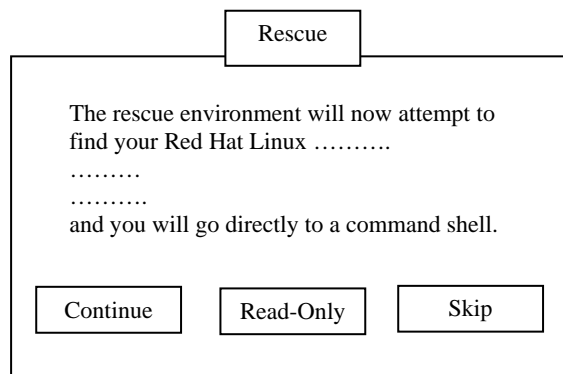 Rescue
The rescue environment will now attempt to
find your Red Hat Linux ……….
………
……….
and you will go directly to a command shell.
Continue Read-Only Skip